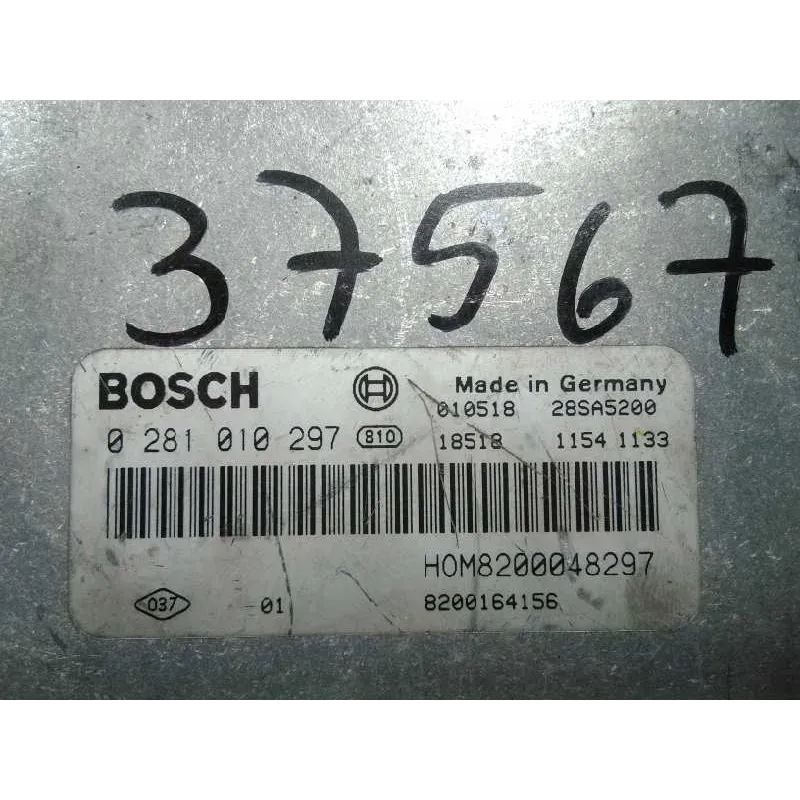 37567
BOSCH
Made in Germany
010518 28SA5200
0 281 010 297 810
18518 1154 1133
HOM8200048297
037 01 8200164156